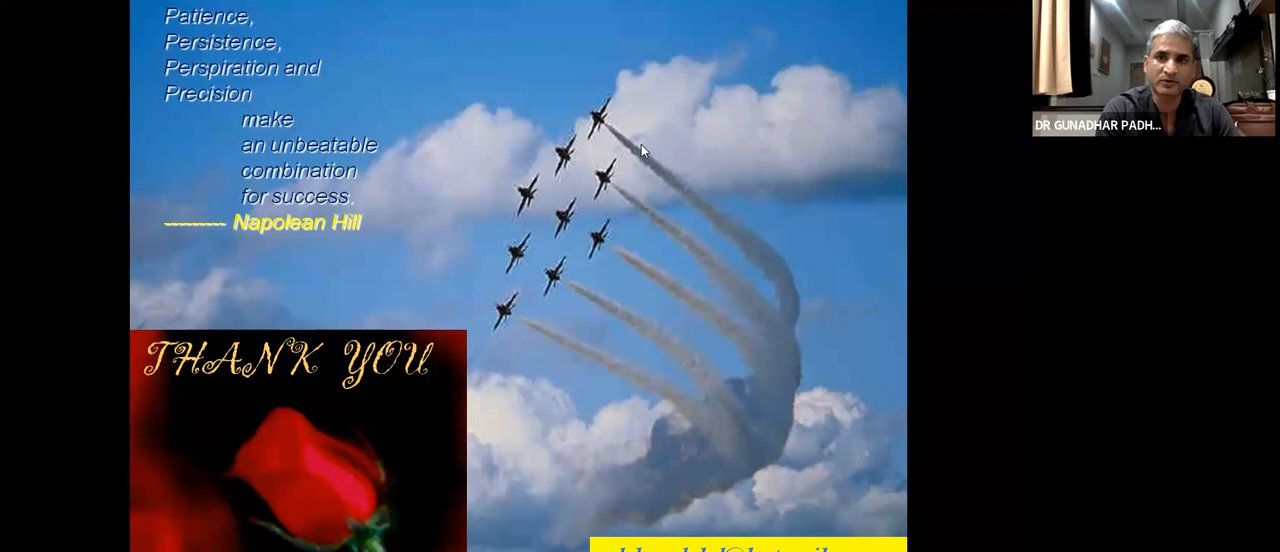 Patience,
Persistence,
Perspiration and
Precision
make
an unbeatable
combination
for success.
---------- Napolean Hill
THANK YOU
DR GUNADHAR PADH...